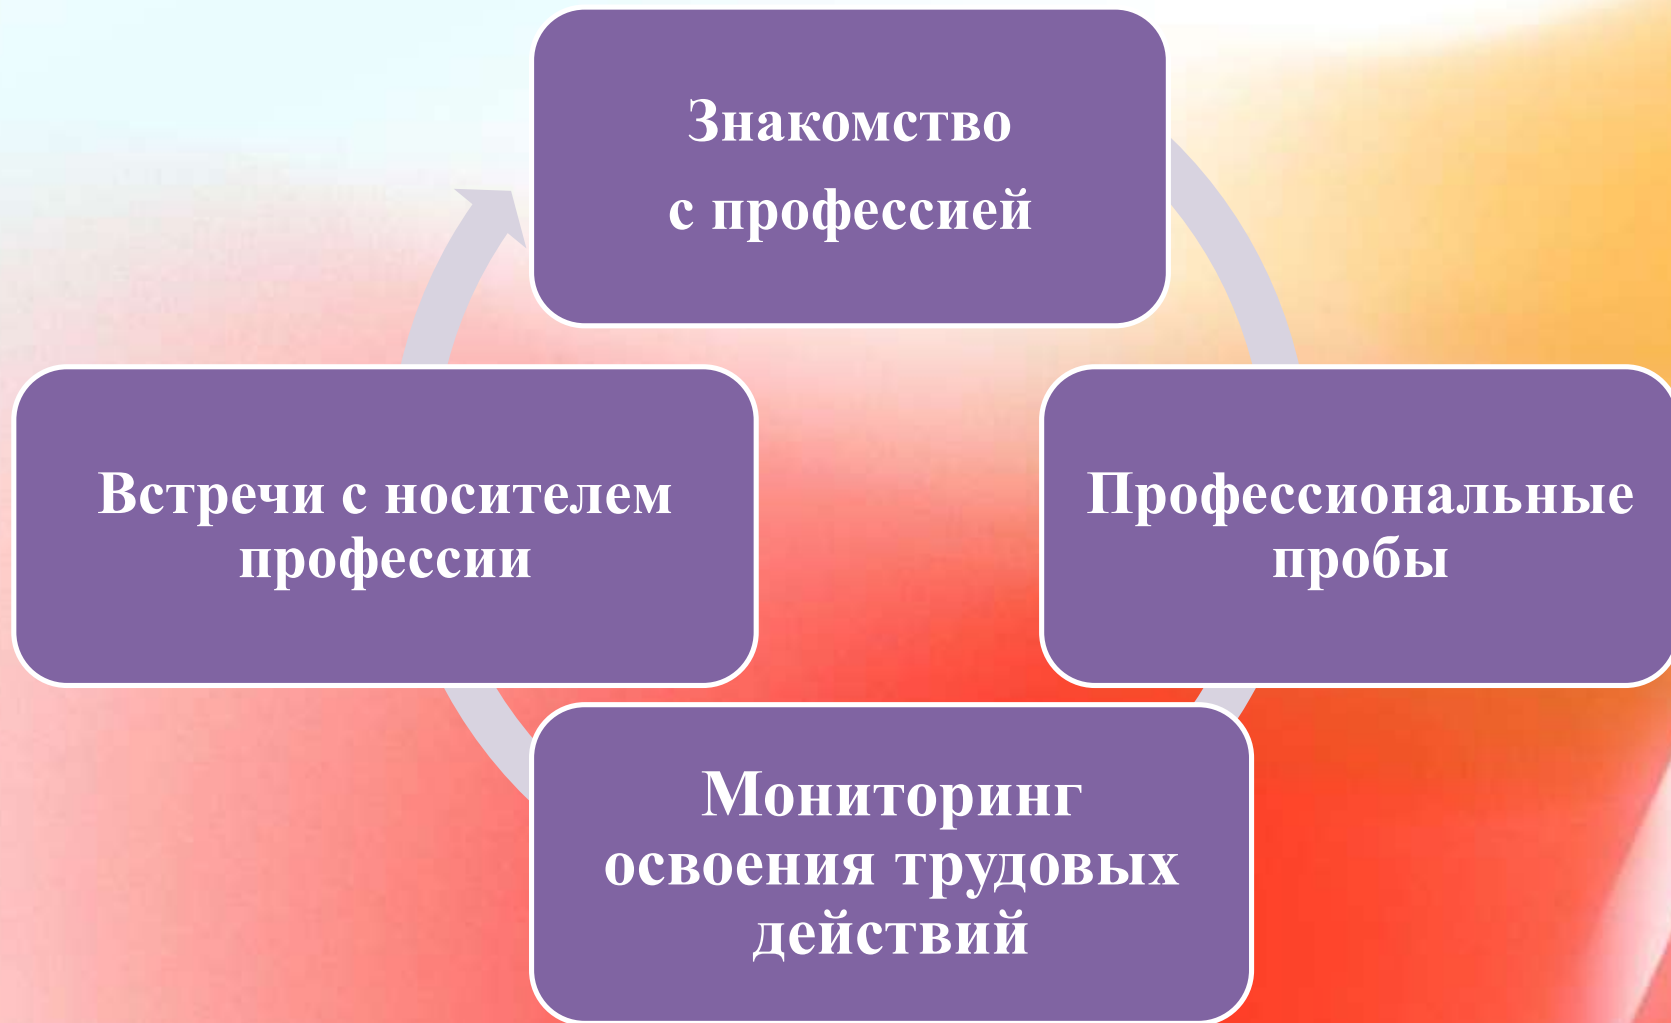 Знакомство
с профессией
Встречи с носителем
профессии
Профессиональные
пробы
Мониторинг
освоения трудовых
действий